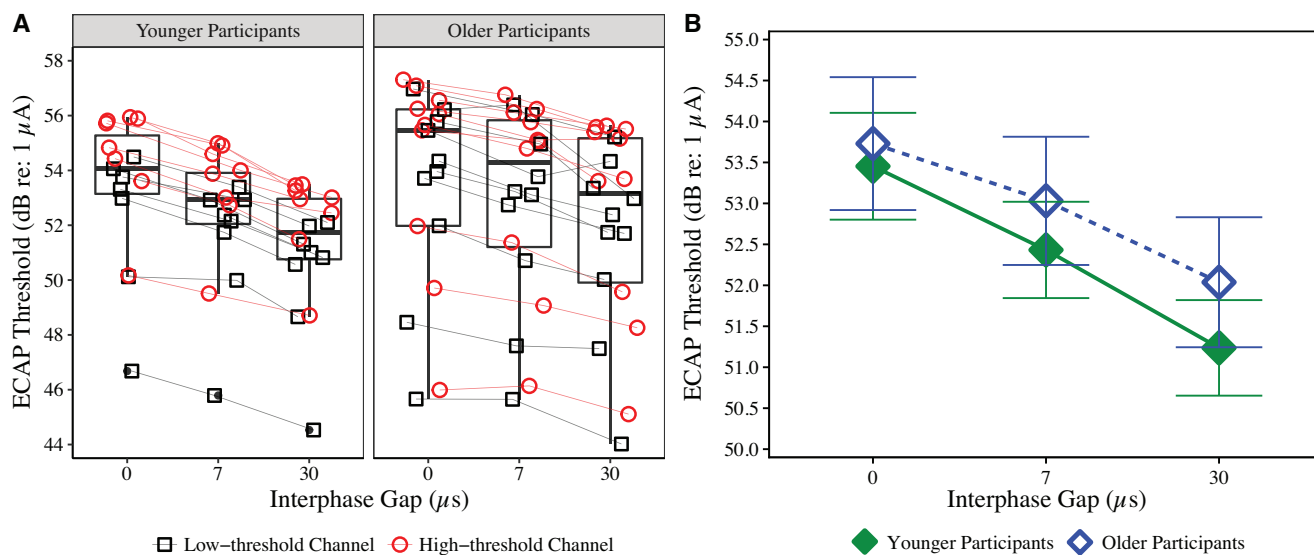 A
Younger Participants
Older Participants
ECAP Threshold (dB re: 1 μA)
58
56
54
52
50
48
46
44
0
7
30
0
7
30
Interphase Gap (μs)
Low−threshold Channel
High−threshold Channel
B
ECAP Threshold (dB re: 1 μA)
55.0
54.5
54.0
53.5
53.0
52.5
52.0
51.5
51.0
50.5
50.0
0
7
30
Interphase Gap (μs)
Younger Participants
Older Participants